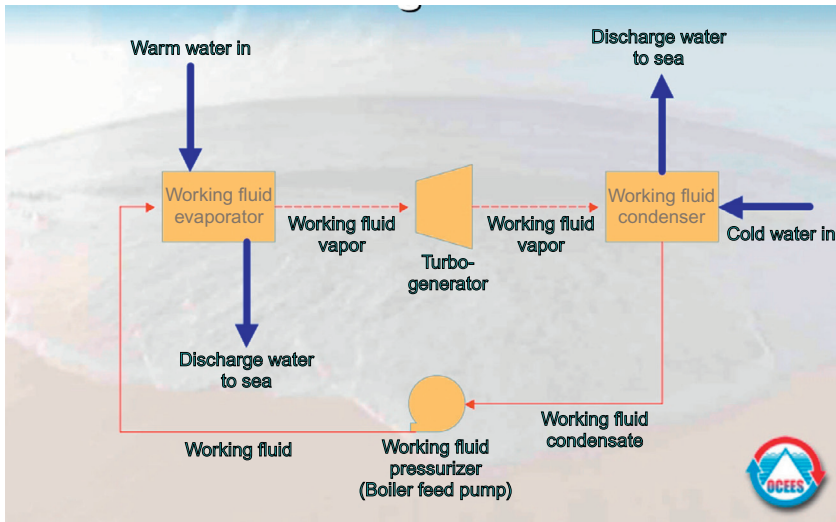 Warm water in
Discharge water
to sea
Working fluid
evaporator
Working fluid
vapor
Turbo-
generator
Working fluid
vapor
Working fluid
condenser
Cold water in
Discharge water
to sea
Working fluid
Working fluid
pressurizer
(Boiler feed pump)
Working fluid
condensate
OCEES